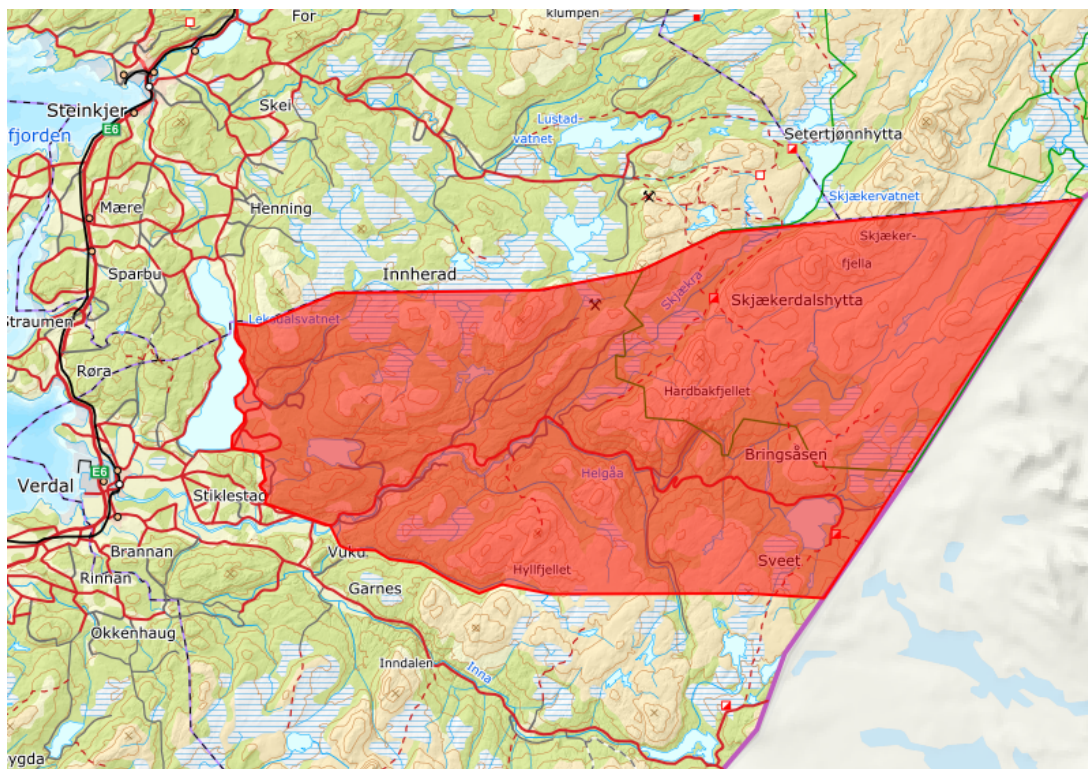 For
klumpen
Steinkjer
E6
fjorden
Skei
Lustad-
vatnet
Setertjønnhytta
Mære
Henning
Skjækervatnet
Sparbu
Innherad
Skjæker-
fjella
Skjækra
Skjækerdalshytta
Straumen
Leksdalsvatnet
Røra
Hardbakfjellet
Bringsåsen
E6
Verdal
Stiklestad
Helgåa
Brannan
Vuku
Sveet
Rinnan
Garnes
Hyllfjellet
Okkenhaug
Inndalen
Inna
ygda